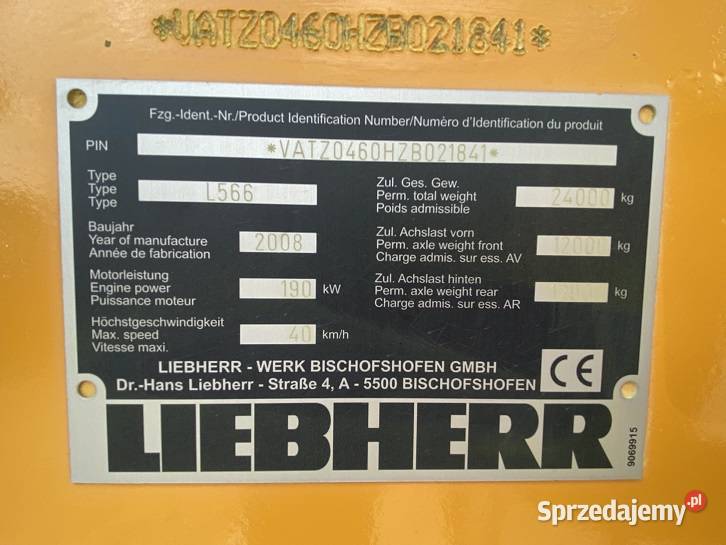 *VATZ0460HZB021841*
Fzg.-Ident.-Nr./Product Identification Number/Numèro d'Identification du produit
PIN *VATZ0460HZB021841*
Type
Type
Type
L566
Zul. Ges. Gew.
Perm. total weight
Poids admissible
24000 kg
Baujahr
Year of manufacture
Année de fabrication
2008
Zul. Achslast vorn
Perm. axle weight front
Charge admis. sur ess. AV
12000 kg
Motorleistung
Engine power
Puissance moteur
190 kW
Zul. Achslast hinten
Perm. axle weight rear
Charge admis. sur ess. AR
kg
Höchstgeschwindigkeit
Max. speed
Vitesse maxi.
40 km/h
LIEBHERR - WERK BISCHOFSHOFEN GMBH
Dr.-Hans Liebherr - Straße 4, A - 5500 BISCHOFSHOFEN
CE
LIEBHERR
9069915
Sprzedajemy.pl